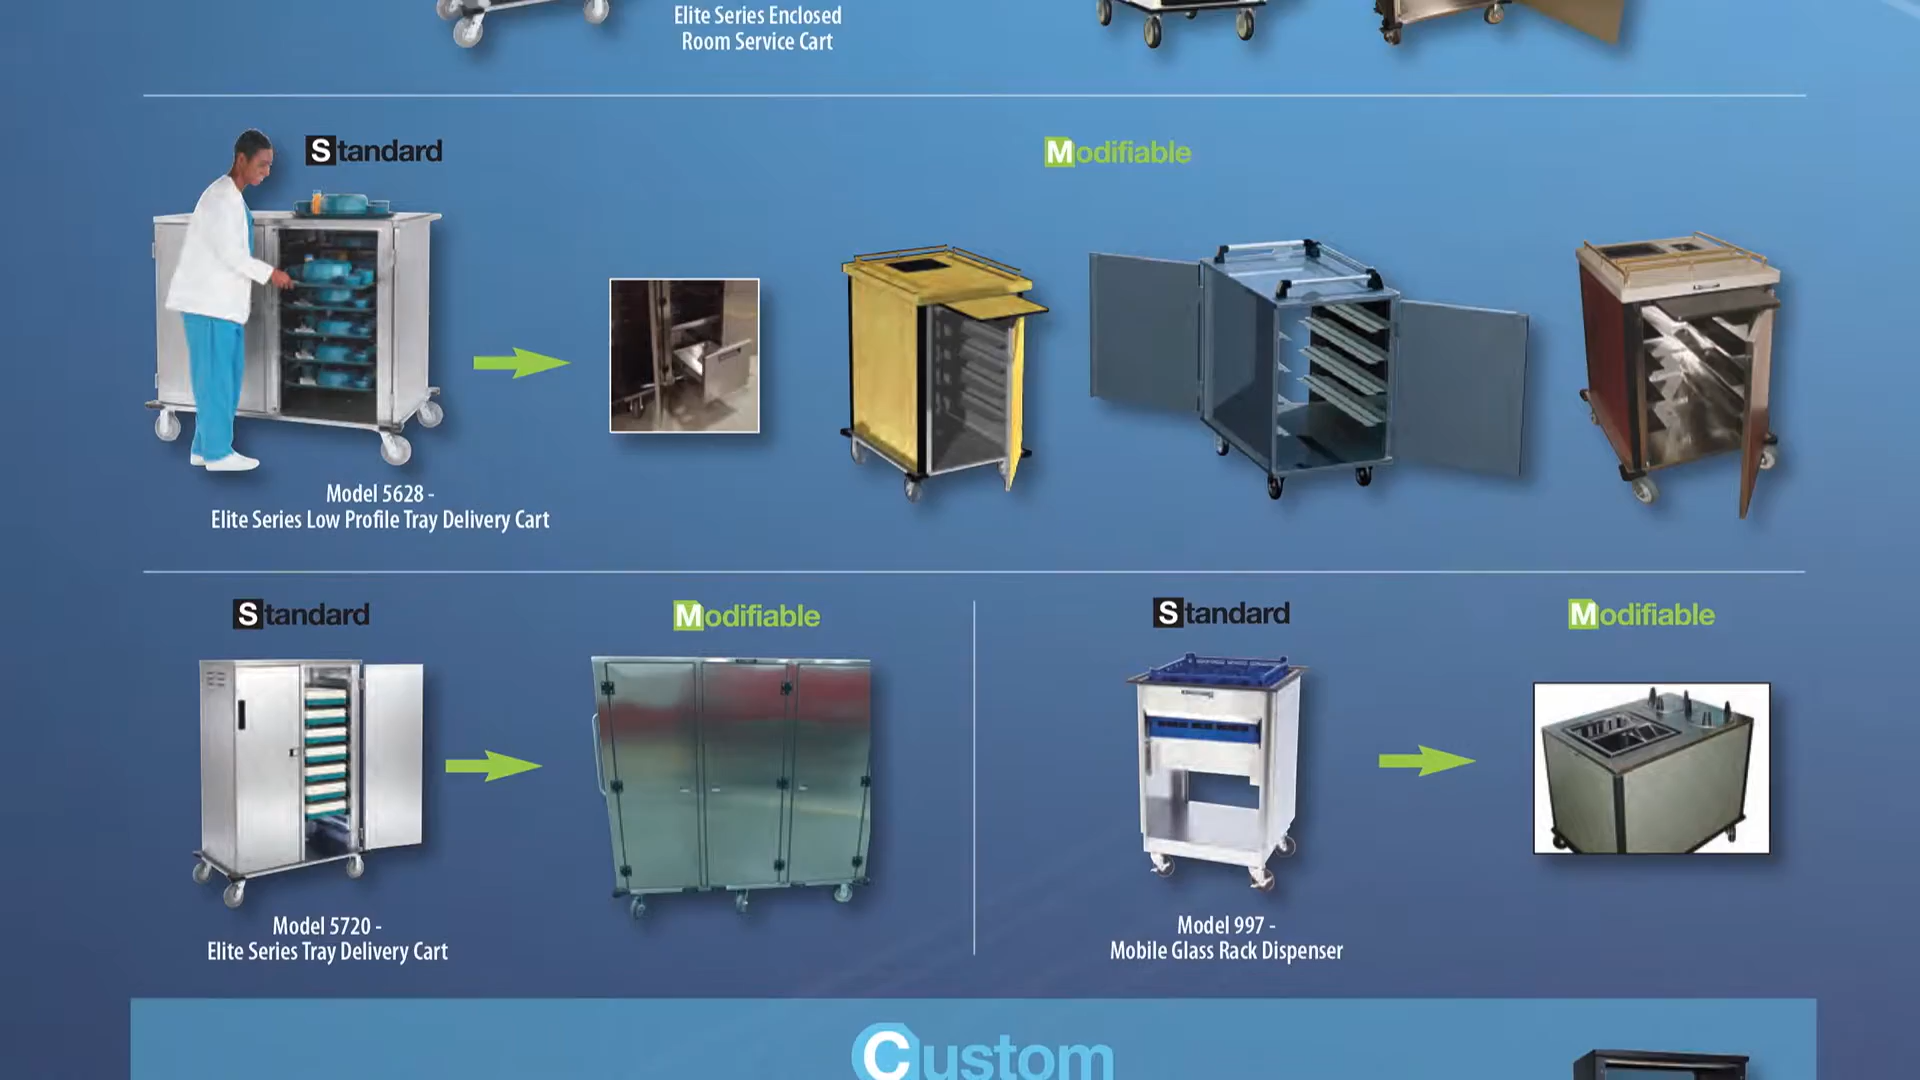 Elite Series Enclosed
Room Service Cart
Standard
Modifiable
Model 5628 -
Elite Series Low Profile Tray Delivery Cart
Standard
Modifiable
Model 5720 -
Elite Series Tray Delivery Cart
Standard
Modifiable
Model 997 -
Mobile Glass Rack Dispenser
Custom